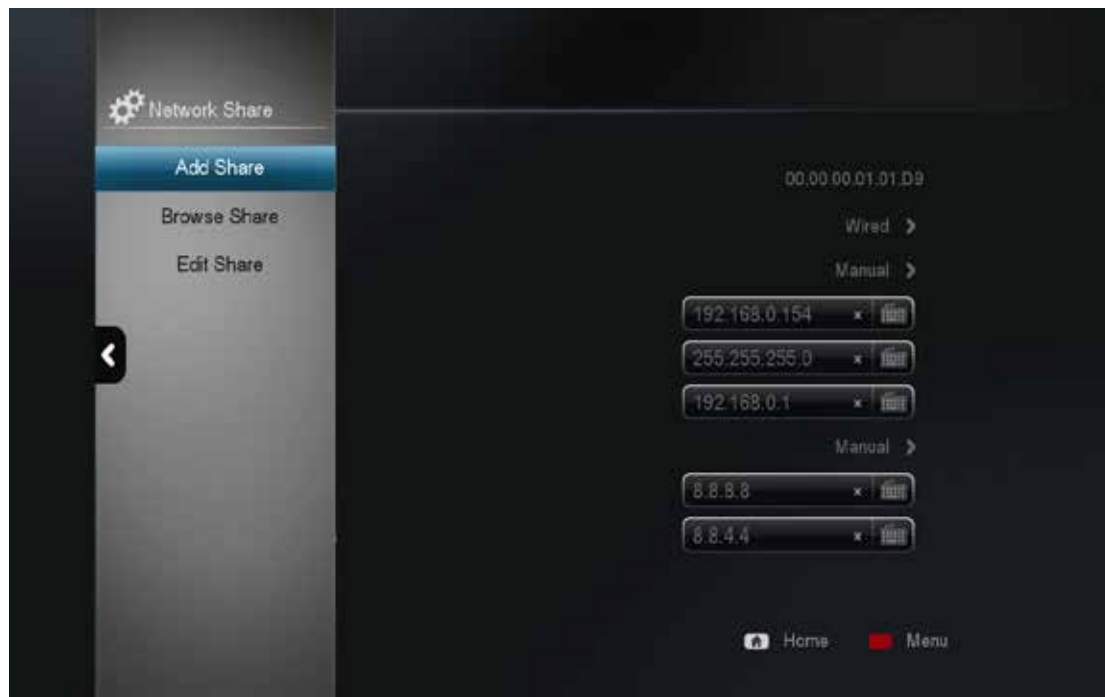 Network Share
Add Share
Browse Share
Edit Share
00.00.00.01.01.D9
Wired
Manual
192.168.0.154
255.255.255.0
192.168.0.1
Manual
8.8.8.8
8.8.4.4
Home Menu